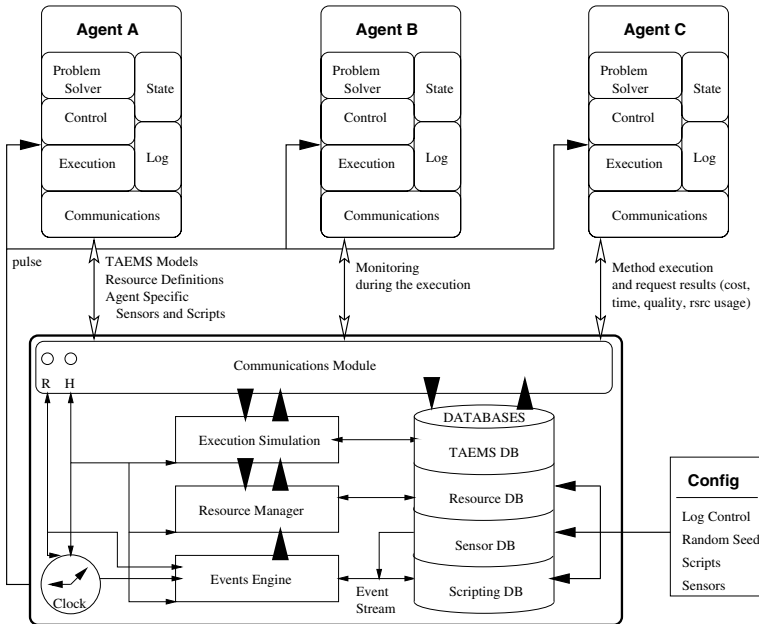 Agent A
Problem
Solver
State
Control
Execution
Log
Communications
Agent B
Problem
Solver
State
Control
Execution
Log
Communications
Agent C
Problem
Solver
State
Control
Execution
Log
Communications
pulse
TAEMS Models
Resource Definitions
Agent Specific
Sensors and Scripts
Monitoring
during the execution
Method execution
and request results (cost,
time, quality, rsrc usage)
Communications Module
R
H
Execution Simulation
Resource Manager
Events Engine
Clock
Event
Stream
DATABASES
TAEMS DB
Resource DB
Sensor DB
Scripting DB
Config
Log Control
Random Seed
Scripts
Sensors